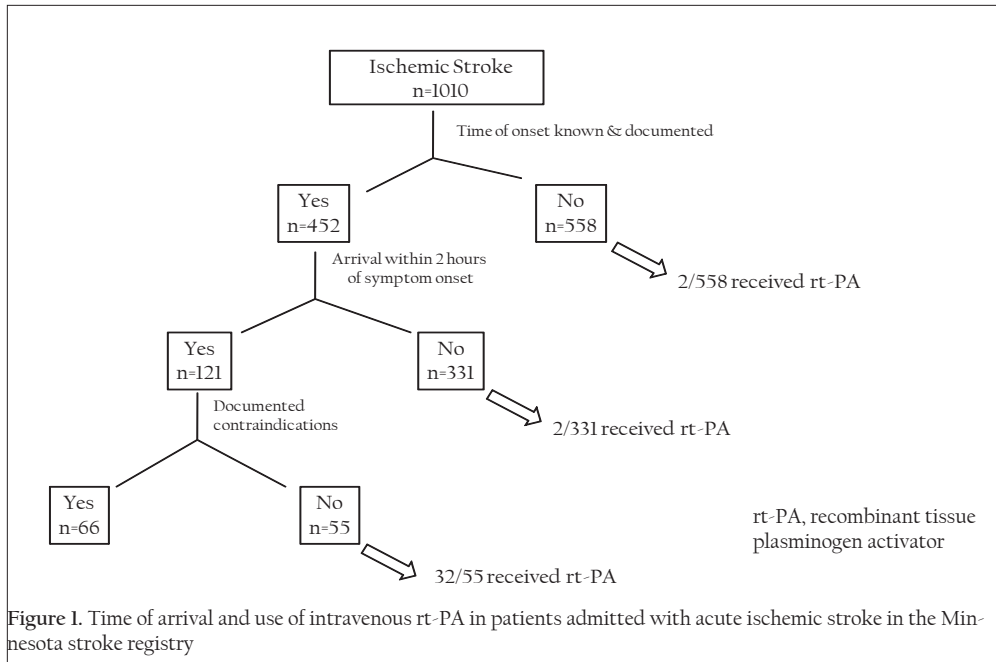 Ischemic Stroke
n=1010
Time of onset known & documented
Yes
n=452
No
n=558
Arrival within 2 hours
of symptom onset
2/558 received rt-PA
Yes
n=121
No
n=331
Documented
contraindications
2/331 received rt-PA
Yes
n=66
No
n=55
rt-PA, recombinant tissue
plasminogen activator
32/55 received rt-PA
Figure 1. Time of arrival and use of intravenous rt-PA in patients admitted with acute ischemic stroke in the Min-
nesota stroke registry